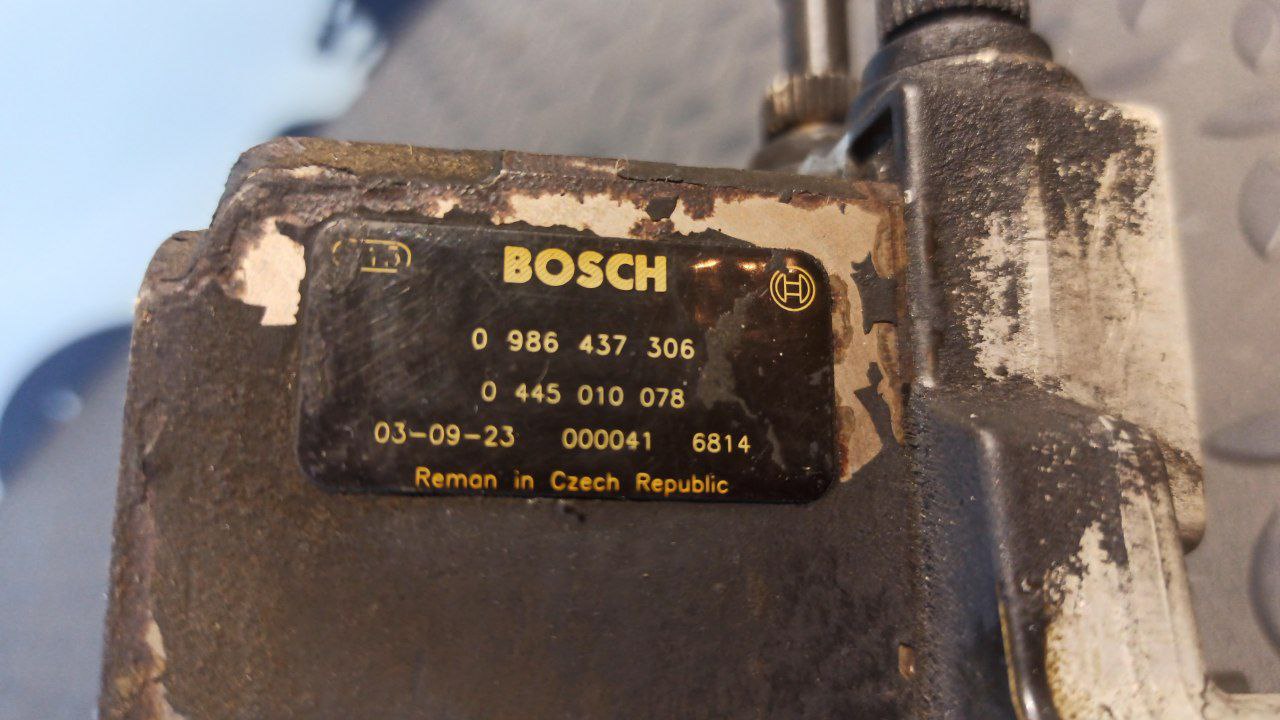 BOSCH
0 986 437 306
0 445 010 078
03-09-23 000041 6814
Reman in Czech Republic